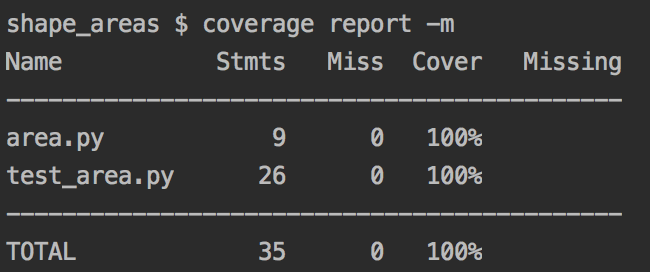 shape_areas $ coverage report -m
Name           Stmts   Miss  Cover   Missing
--------------------------------------------
area.py            9      0   100%
test_area.py      26      0   100%
--------------------------------------------
TOTAL             35      0   100%